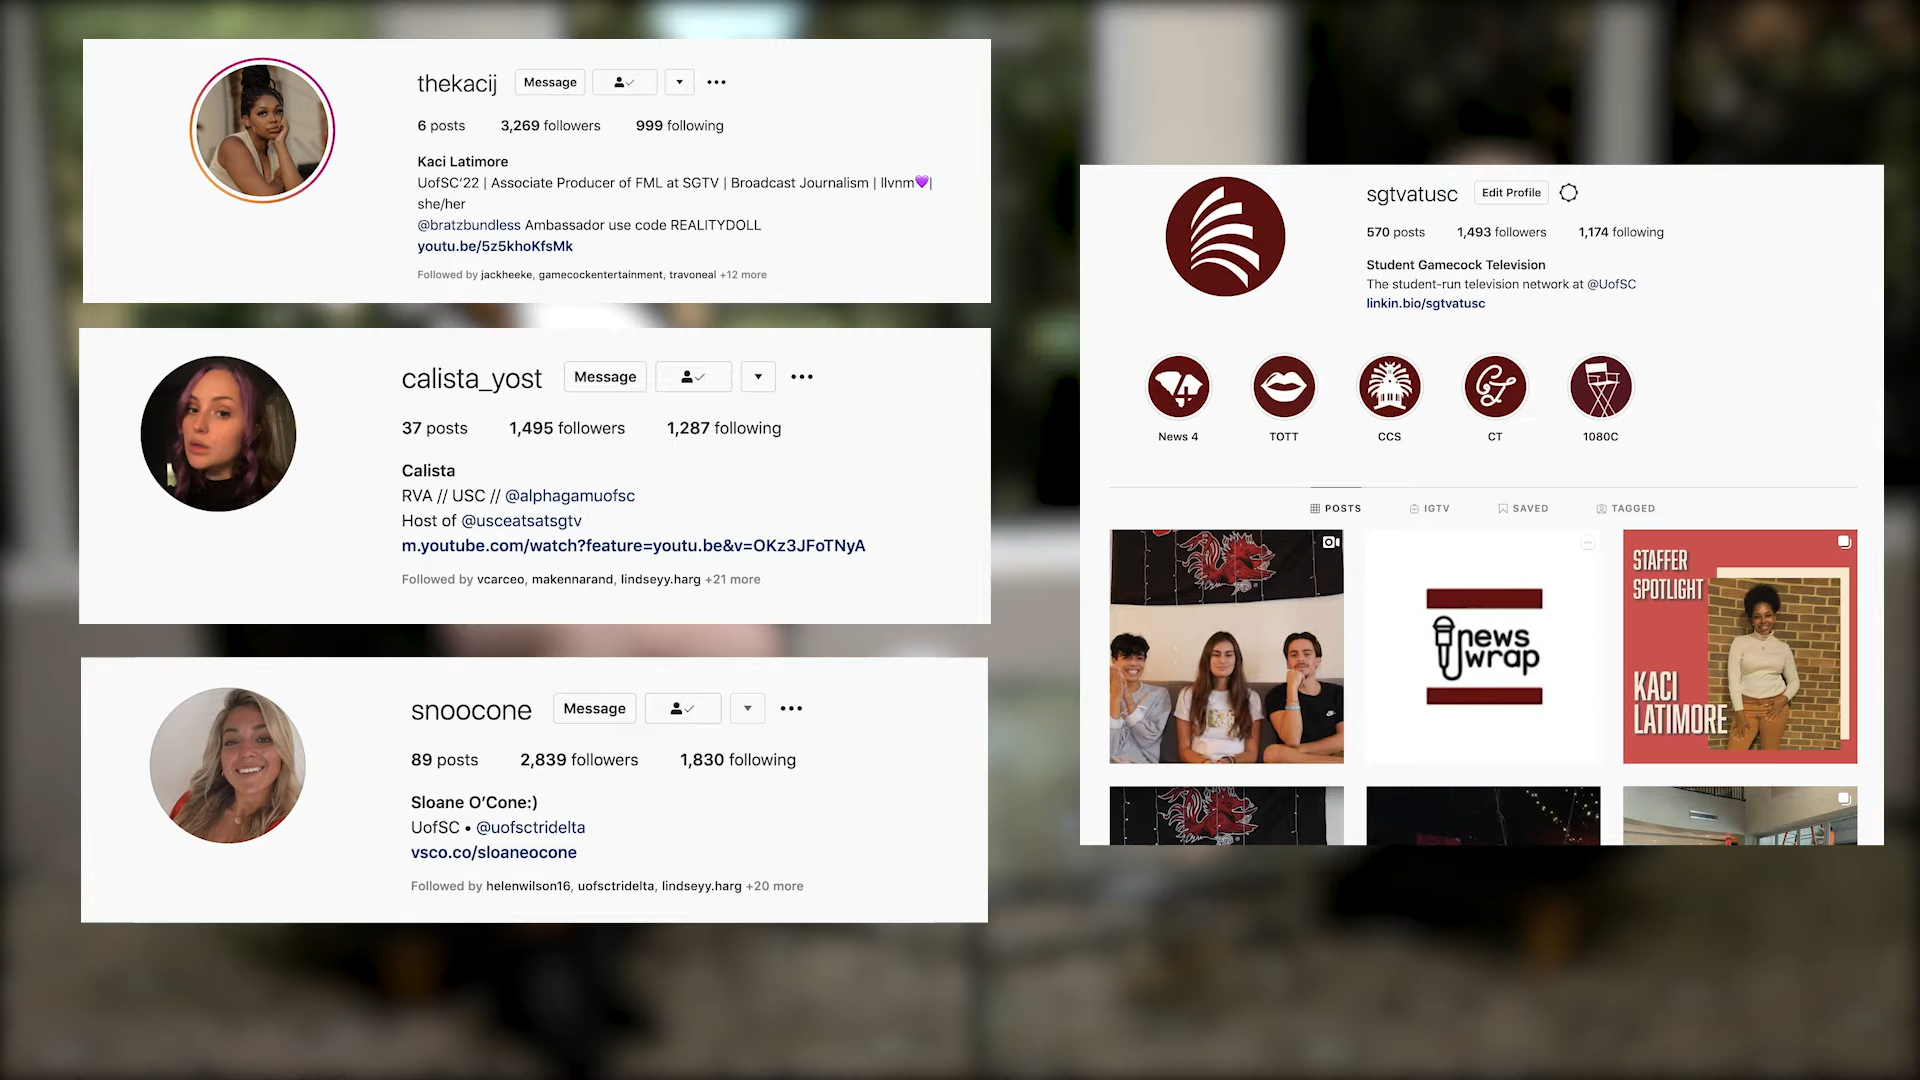 thekacij Message
6 posts 3,269 followers 999 following
Kaci Latimore
UofSC'22 | Associate Producer of FML at SGTV | Broadcast Journalism | llvnm💜|
she/her
@bratzbundless Ambassador use code REALITYDOLL
youtu.be/5z5khoKfsMk
Followed by jackheeke, gamecockentertainment, travoneal +12 more
calista_yost Message
37 posts 1,495 followers 1,287 following
Calista
RVA // USC // @alphagamuofsc
Host of @usceatsatsgtv
m.youtube.com/watch?feature=youtu.be&v=OKz3JFoTNyA
Followed by vcarceo, makennarand, lindseyy.harg +21 more
snoocone Message
89 posts 2,839 followers 1,830 following
Sloane O'Cone:)
UofSC • @uofsctridelta
vsco.co/sloaneocone
Followed by helenwilson16, uofsctridelta, lindseyy.harg +20 more
sgtvatusc Edit Profile
570 posts 1,493 followers 1,174 following
Student Gamecock Television
The student-run television network at @UofSC
linkin.bio/sgtvatusc
4
CT
News 4 TOTT CCS CT 1080C
POSTS IGTV SAVED TAGGED
news
wrap
STAFFER
SPOTLIGHT
KACI
LATIMORE